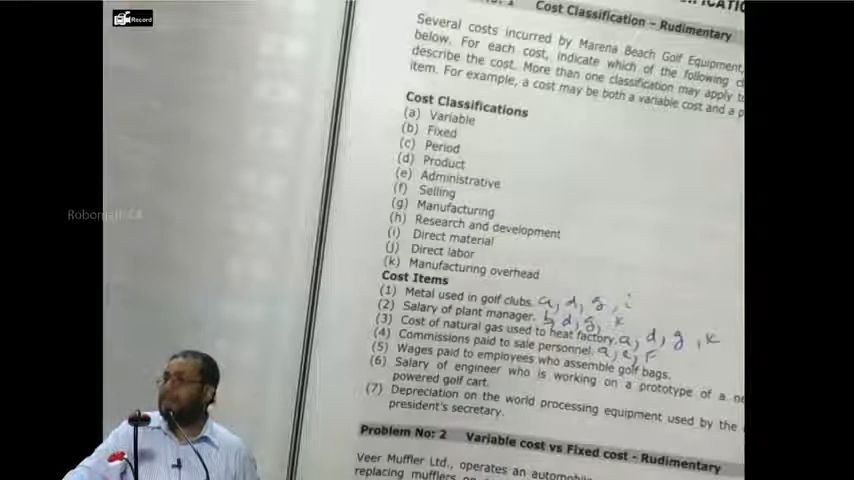 Record
Cost Classification – Rudimentary
Several costs incurred by Marena Beach Golf Equipment,
below. For each cost, indicate which of the following
describe the cost. More than one classification may apply
item. For example, a cost may be both a variable cost and a
Cost Classifications
(a) Variable
(b) Fixed
(c) Period
(d) Product
(e) Administrative
(f) Selling
(g) Manufacturing
(h) Research and development
(i) Direct material
(j) Direct labor
(k) Manufacturing overhead
Cost Items
(1) Metal used in golf clubs. a, d, g, i
(2) Salary of plant manager. b, d, g, k
(3) Cost of natural gas used to heat factory. a, d, g, k
(4) Commissions paid to sale personnel. a, c, f
(5) Wages paid to employees who assemble golf bags.
(6) Salary of engineer who is working on a prototype of a
powered golf cart.
(7) Depreciation on the world processing equipment used by the
president's secretary.
Problem No: 2 Variable cost vs Fixed cost - Rudimentary
Veer Muffler Ltd., operates an
replacing mufflers